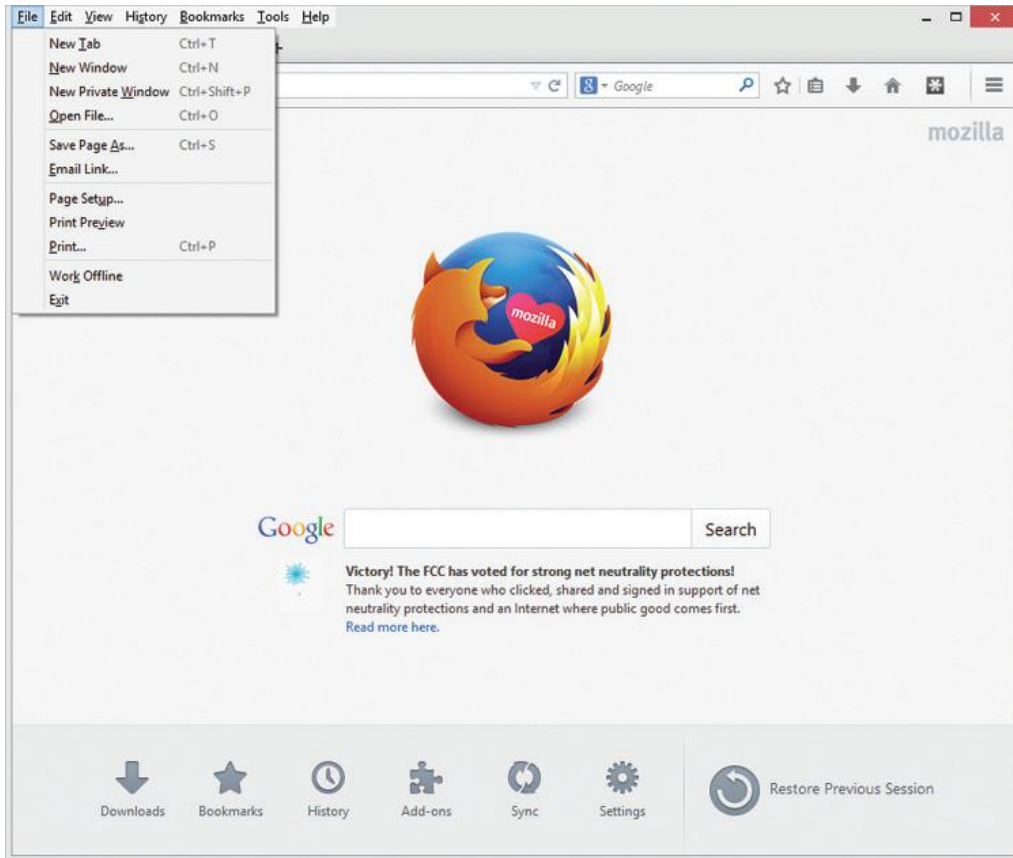 File Edit View History Bookmarks Tools Help
New Tab Ctrl+T
New Window Ctrl+N
New Private Window Ctrl+Shift+P
Open File... Ctrl+O
Save Page As... Ctrl+S
Email Link...
Page Setup...
Print Preview
Print... Ctrl+P
Work Offline
Exit
8 Google
mozilla
mozilla
Google Search
Victory! The FCC has voted for strong net neutrality protections!
Thank you to everyone who clicked, shared and signed in support of net
neutrality protections and an Internet where public good comes first.
Read more here.
Downloads Bookmarks History Add-ons Sync Settings Restore Previous Session